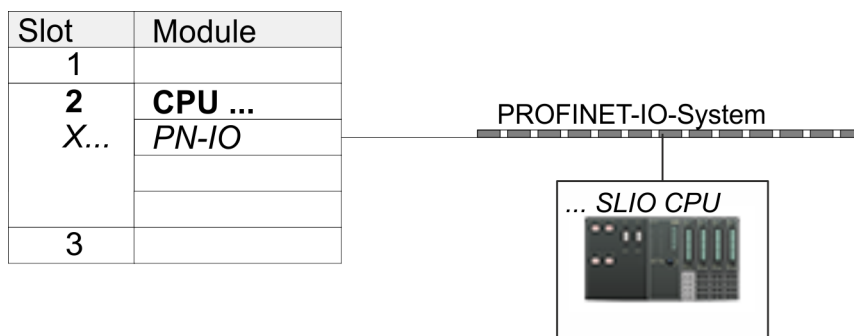 Slot Module
1
2 CPU ...
X... PN-IO
3
PROFINET-IO-System
... SLIO CPU